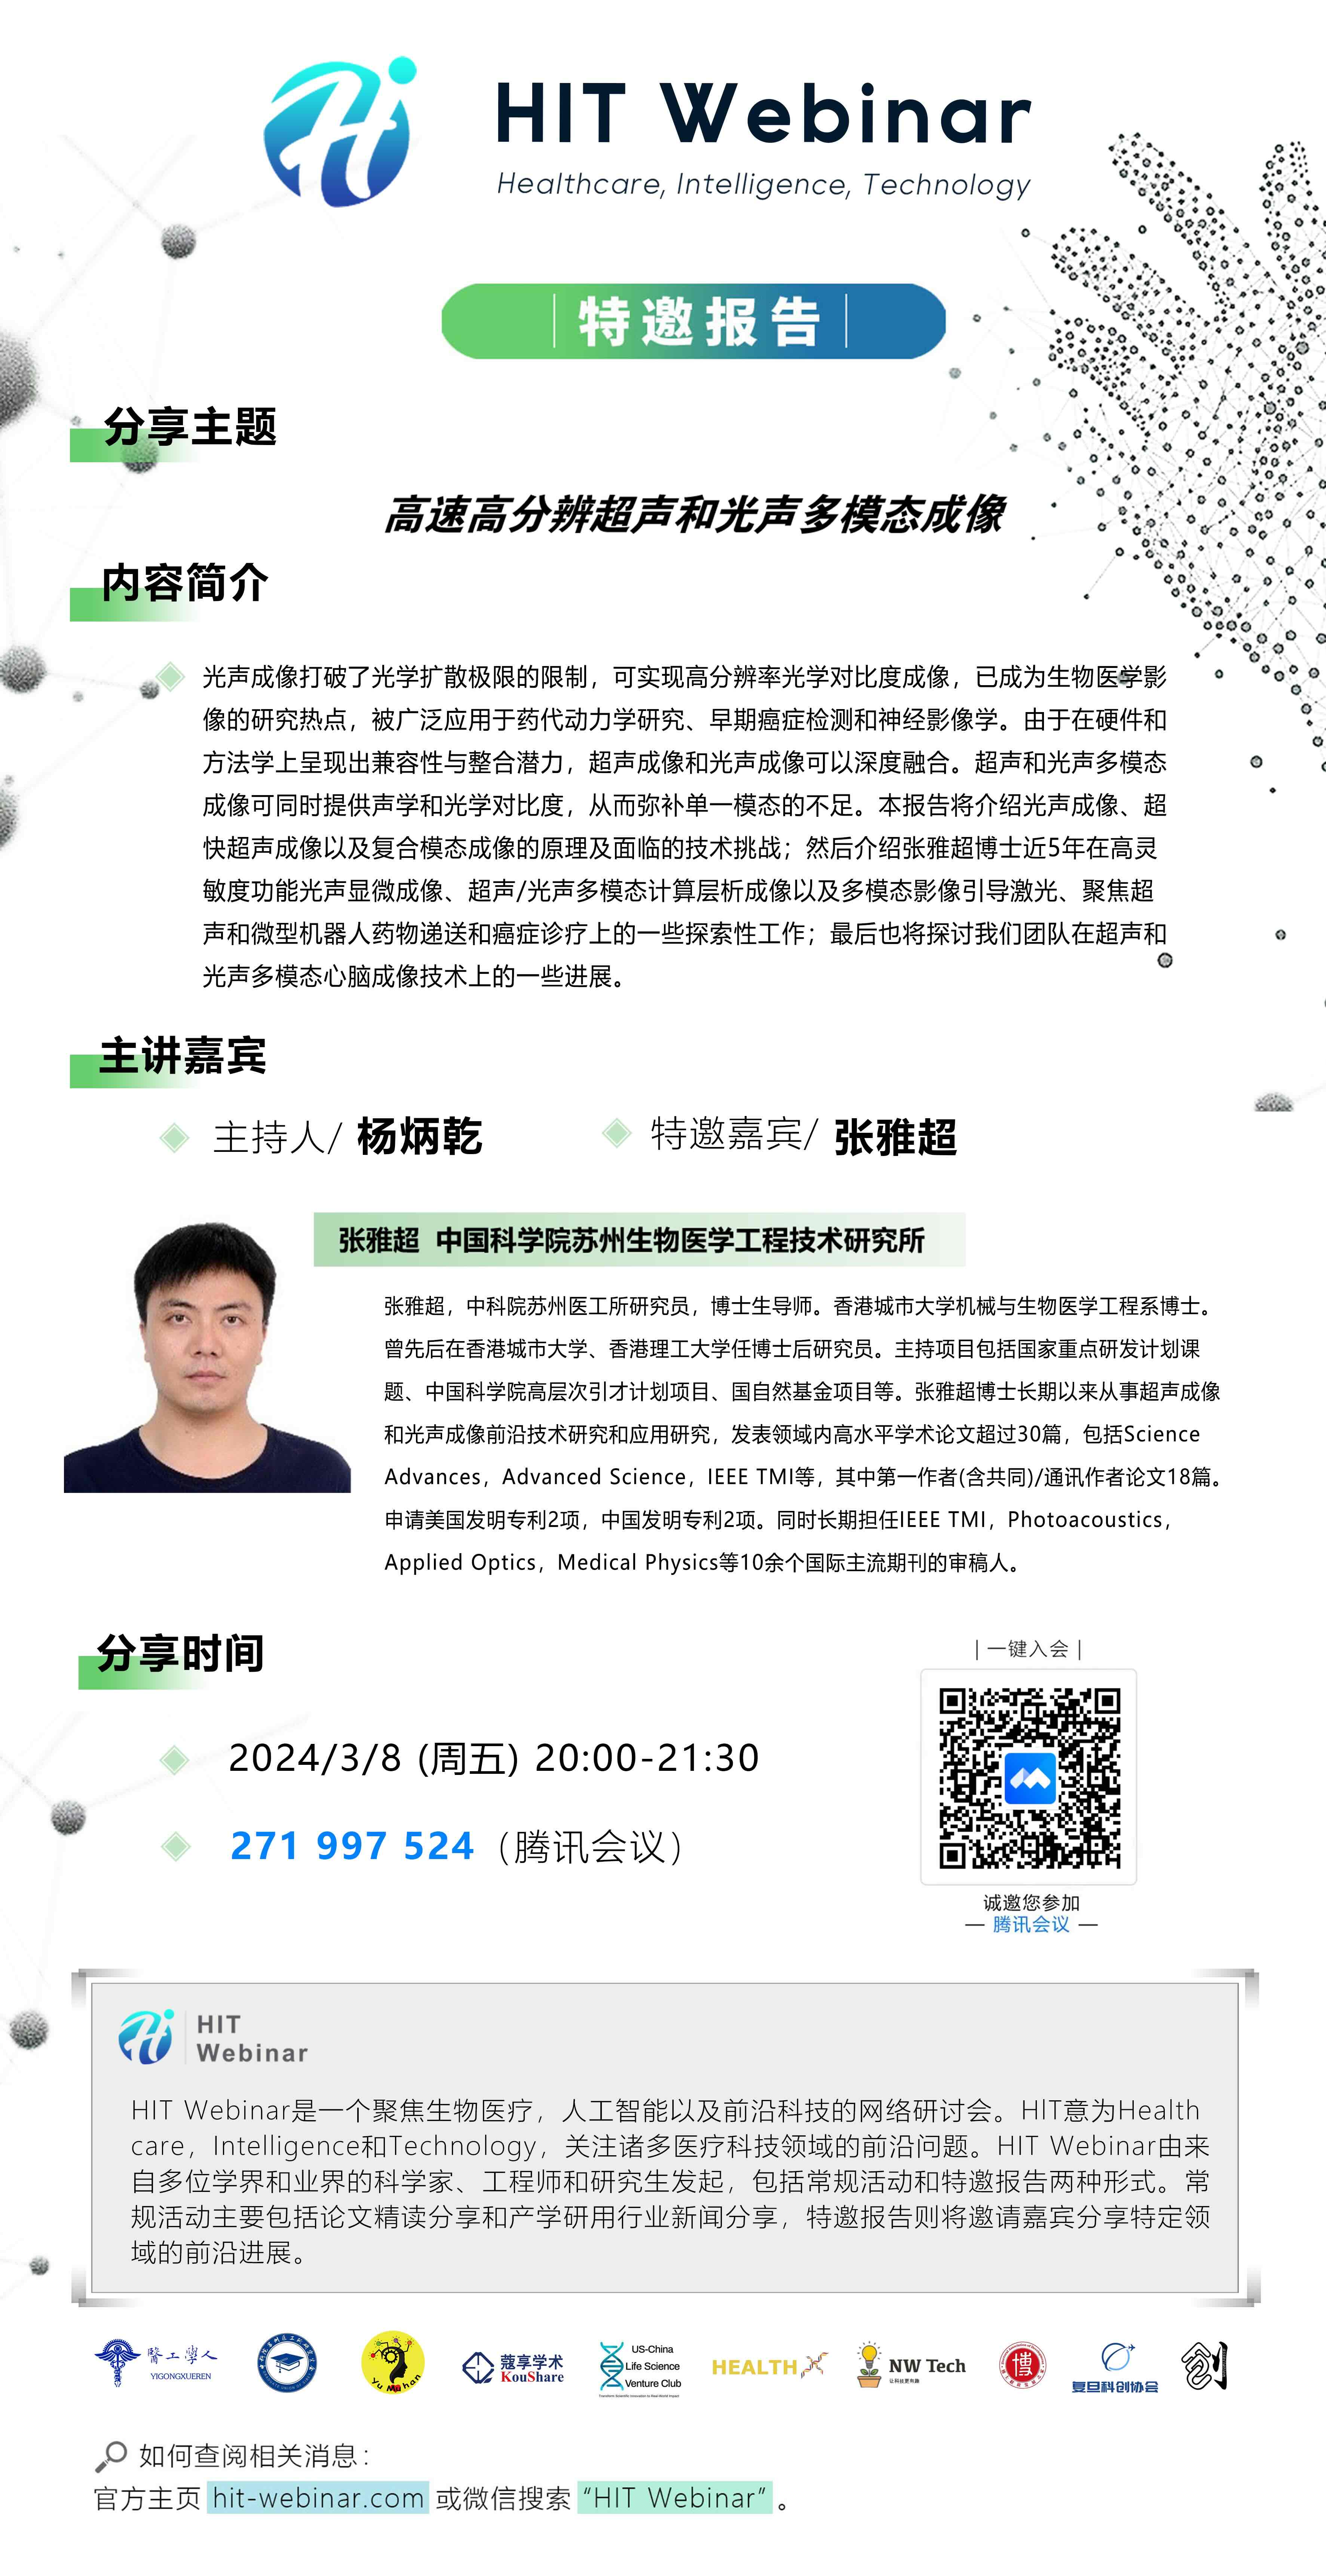 HIT Webinar
Healthcare, Intelligence, Technology
特邀报告
分享主题
高速高分辨超声和光声多模态成像
内容简介
光声成像打破了光学扩散极限的限制，可实现高分辨率光学对比度成像，已成为生物医学影
像的研究热点，被广泛应用于药代动力学研究、早期癌症检测和神经影像学。由于在硬件和
方法学上呈现出兼容性与整合潜力，超声成像和光声成像可以深度融合。超声和光声多模态
成像可同时提供声学和光学对比度，从而弥补单一模态的不足。本报告将介绍光声成像、超
快超声成像以及复合模态成像的原理及面临的技术挑战；然后介绍张雅超博士近5年在高灵
敏度功能光声显微成像、超声/光声多模态计算层析成像以及多模态影像引导激光、聚焦超
声和微型机器人药物递送和癌症诊疗上的一些探索性工作；最后也将探讨我们团队在超声和
光声多模态心脑成像技术上的一些进展。
主讲嘉宾
主持人/ 杨炳乾 特邀嘉宾/ 张雅超
张雅超 中国科学院苏州生物医学工程技术研究所
张雅超，中科院苏州医工所研究员，博士生导师。香港城市大学机械与生物医学工程系博士。
曾先后在香港城市大学、香港理工大学任博士后研究员。主持项目包括国家重点研发计划课
题、中国科学院高层次引才计划项目、国自然基金项目等。张雅超博士长期以来从事超声成像
和光声成像前沿技术研究和应用研究，发表领域内高水平学术论文超过30篇，包括Science
Advances，Advanced Science，IEEE TMI等，其中第一作者(含共同)/通讯作者论文18篇。
申请美国发明专利2项，中国发明专利2项。同时长期担任IEEE TMI，Photoacoustics，
Applied Optics，Medical Physics等10余个国际主流期刊的审稿人。
分享时间
| 一键入会 |
2024/3/8 (周五) 20:00-21:30
271 997 524（腾讯会议）
诚邀您参加
— 腾讯会议 —
HIT
Webinar
HIT Webinar是一个聚焦生物医疗，人工智能以及前沿科技的网络研讨会。HIT意为Health
care，Intelligence和Technology，关注诸多医疗科技领域的前沿问题。HIT Webinar由来
自多位学界和业界的科学家、工程师和研究生发起，包括常规活动和特邀报告两种形式。常
规活动主要包括论文精读分享和产学研用行业新闻分享，特邀报告则将邀请嘉宾分享特定领
域的前沿进展。
醫工學人
YIGONGXUEREN
蔻享学术
KouShare
US-China
Life Science
Venture Club
HEALTH
NW Tech
让科技更有趣
博
复旦科创协会
创
如何查阅相关消息：
官方主页 hit-webinar.com 或微信搜索 “HIT Webinar” 。